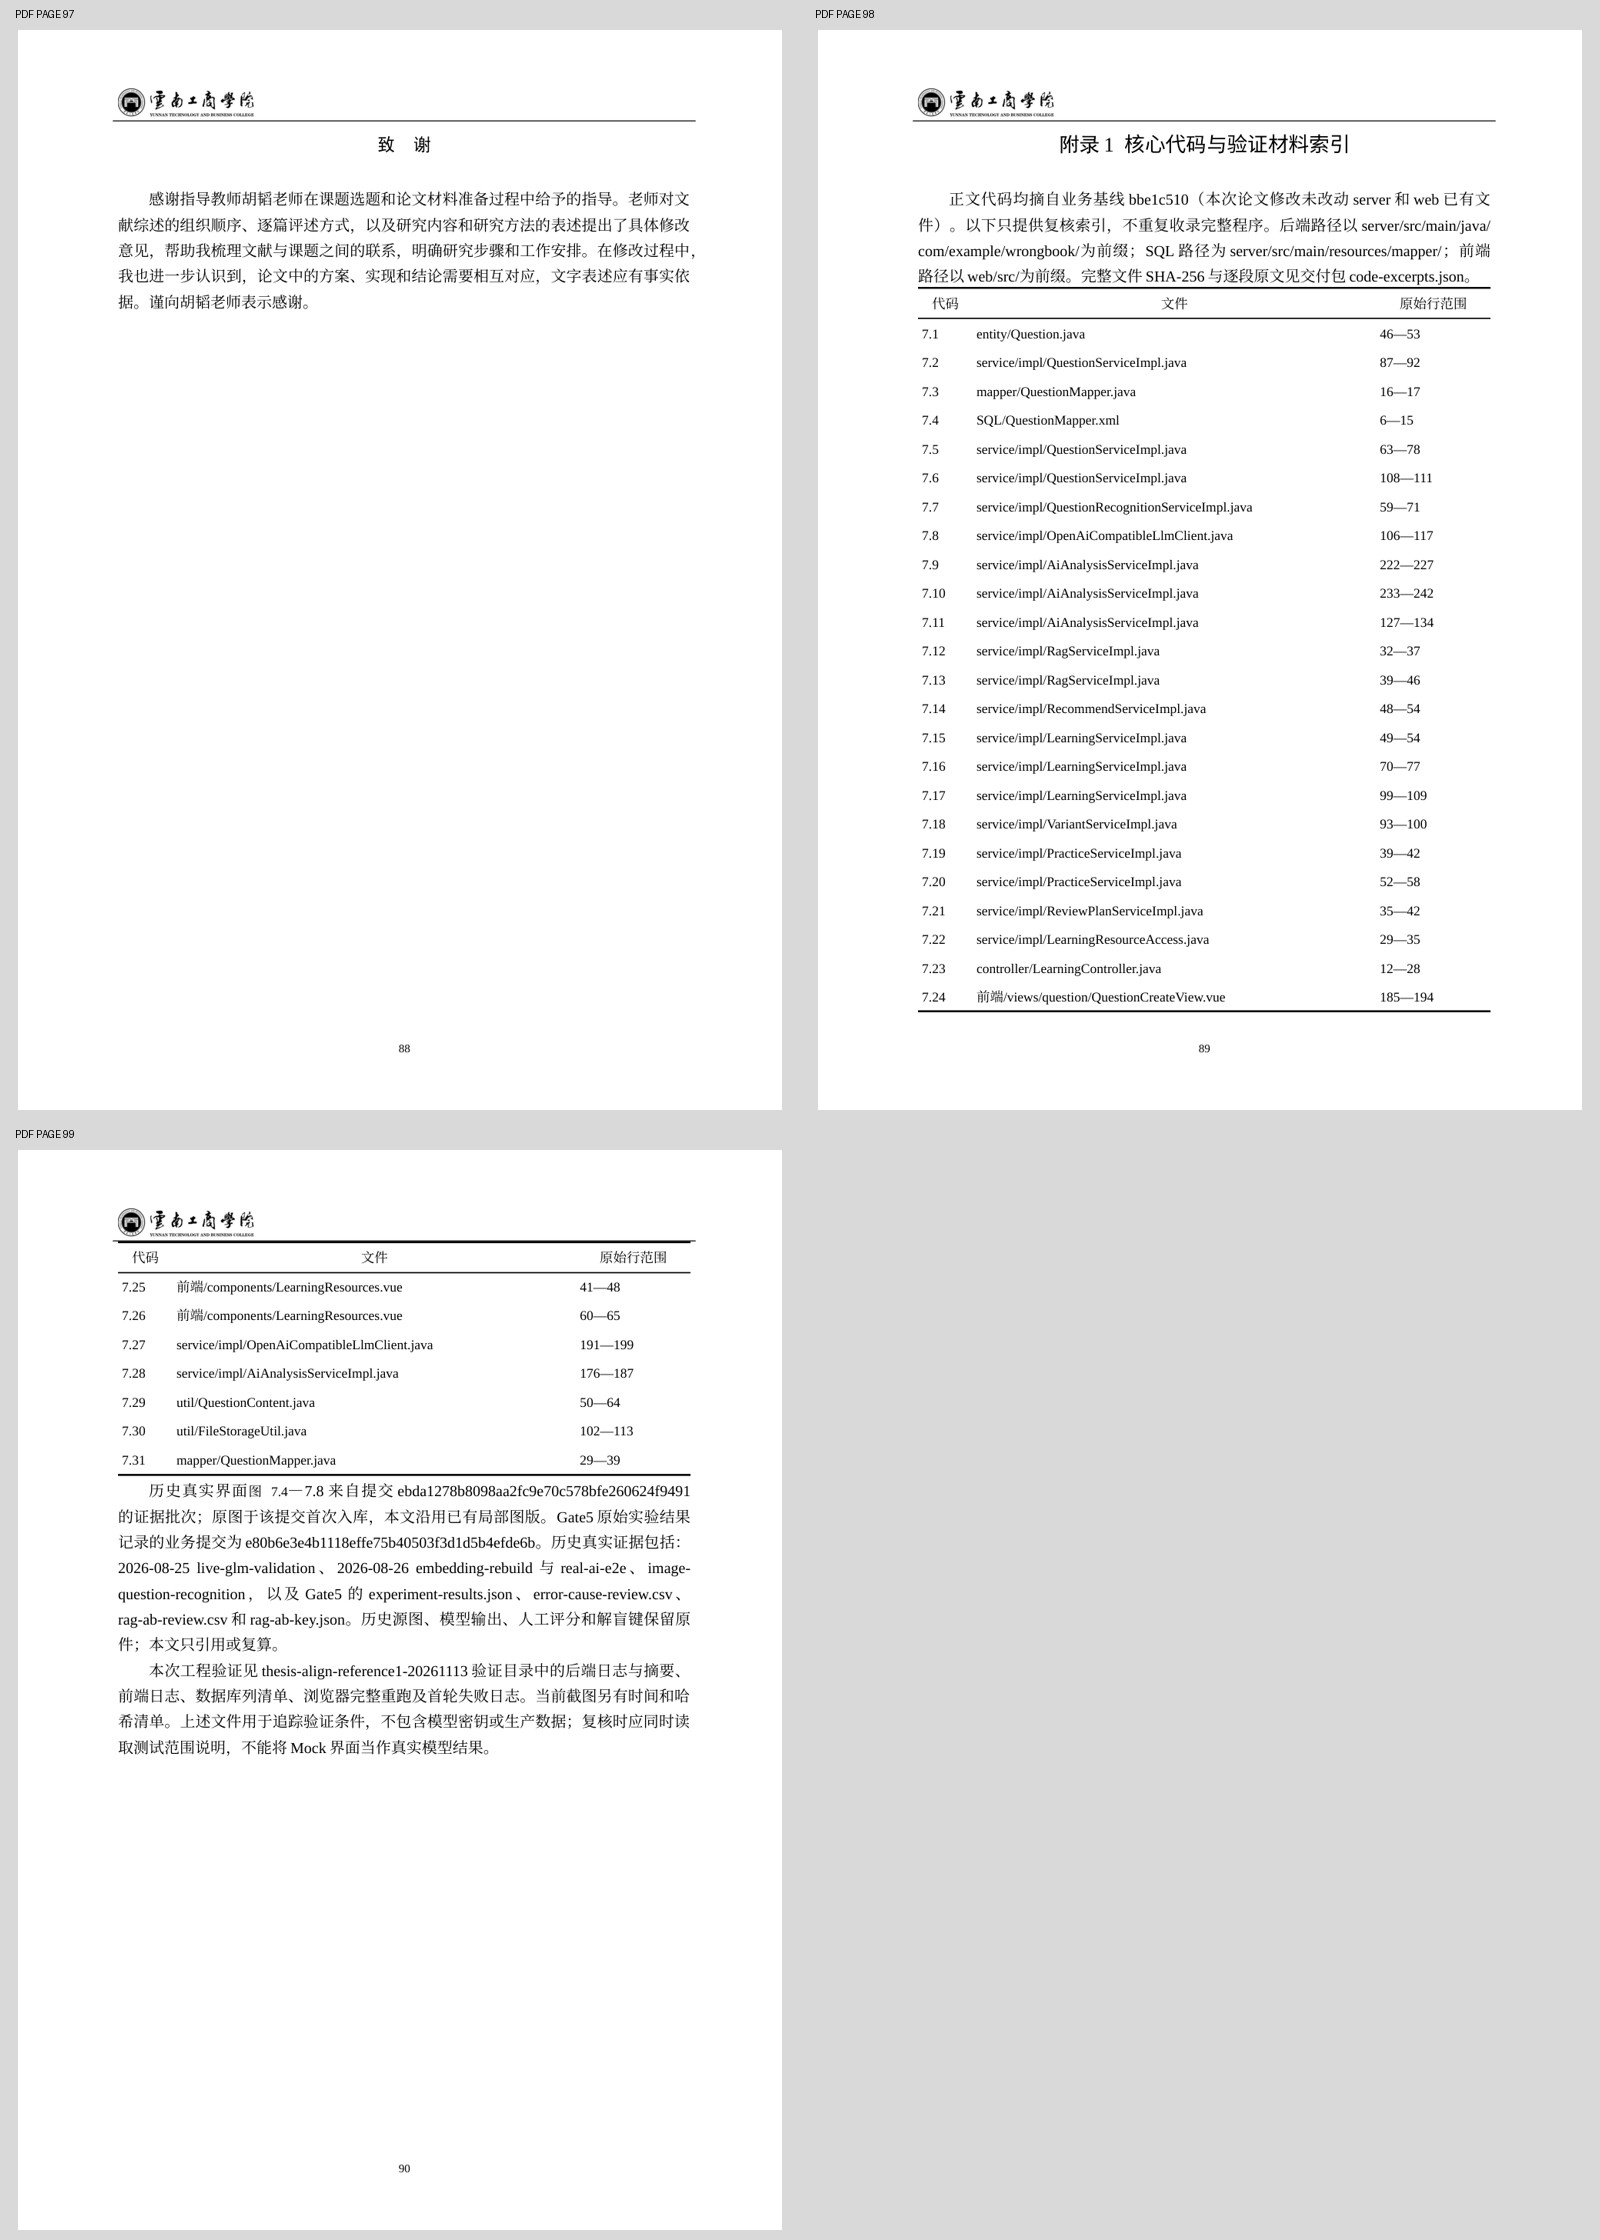 PDF PAGE 97
雲南工商學院
YUNNAN TECHNOLOGY AND BUSINESS COLLEGE
致 谢
感谢指导教师胡韬老师在课题选题和论文材料准备过程中给予的指导。老师对文
献综述的组织顺序、逐篇评述方式，以及研究内容和研究方法的表述提出了具体修改
意见，帮助我梳理文献与课题之间的联系，明确研究步骤和工作安排。在修改过程中，
我也进一步认识到，论文中的方案、实现和结论需要相互对应，文字表述应有事实依
据。谨向胡韬老师表示感谢。
88
PDF PAGE 98
雲南工商學院
YUNNAN TECHNOLOGY AND BUSINESS COLLEGE
附录 1 核心代码与验证材料索引
正文代码均摘自业务基线 bbe1c510（本次论文修改未改动 server 和 web 已有文
件）。以下只提供复核索引，不重复收录完整程序。后端路径以 server/src/main/java/
com/example/wrongbook/为前缀；SQL 路径为 server/src/main/resources/mapper/；前端
路径以 web/src/为前缀。完整文件 SHA-256 与逐段原文见交付包 code-excerpts.json。
代码 文件 原始行范围
7.1 entity/Question.java 46—53
7.2 service/impl/QuestionServiceImpl.java 87—92
7.3 mapper/QuestionMapper.java 16—17
7.4 SQL/QuestionMapper.xml 6—15
7.5 service/impl/QuestionServiceImpl.java 63—78
7.6 service/impl/QuestionServiceImpl.java 108—111
7.7 service/impl/QuestionRecognitionServiceImpl.java 59—71
7.8 service/impl/OpenAiCompatibleLlmClient.java 106—117
7.9 service/impl/AiAnalysisServiceImpl.java 222—227
7.10 service/impl/AiAnalysisServiceImpl.java 233—242
7.11 service/impl/AiAnalysisServiceImpl.java 127—134
7.12 service/impl/RagServiceImpl.java 32—37
7.13 service/impl/RagServiceImpl.java 39—46
7.14 service/impl/RecommendServiceImpl.java 48—54
7.15 service/impl/LearningServiceImpl.java 49—54
7.16 service/impl/LearningServiceImpl.java 70—77
7.17 service/impl/LearningServiceImpl.java 99—109
7.18 service/impl/VariantServiceImpl.java 93—100
7.19 service/impl/PracticeServiceImpl.java 39—42
7.20 service/impl/PracticeServiceImpl.java 52—58
7.21 service/impl/ReviewPlanServiceImpl.java 35—42
7.22 service/impl/LearningResourceAccess.java 29—35
7.23 controller/LearningController.java 12—28
7.24 前端/views/question/QuestionCreateView.vue 185—194
89
PDF PAGE 99
雲南工商學院
YUNNAN TECHNOLOGY AND BUSINESS COLLEGE
代码 文件 原始行范围
7.25 前端/components/LearningResources.vue 41—48
7.26 前端/components/LearningResources.vue 60—65
7.27 service/impl/OpenAiCompatibleLlmClient.java 191—199
7.28 service/impl/AiAnalysisServiceImpl.java 176—187
7.29 util/QuestionContent.java 50—64
7.30 util/FileStorageUtil.java 102—113
7.31 mapper/QuestionMapper.java 29—39
历史真实界面图 7.4—7.8 来自提交 ebda1278b8098aa2fc9e70c578bfe260624f9491
的证据批次；原图于该提交首次入库，本文沿用已有局部图版。Gate5 原始实验结果
记录的业务提交为 e80b6e3e4b1118effe75b40503f3d1d5b4efde6b。历史真实证据包括：
2026-08-25 live-glm-validation、2026-08-26 embedding-rebuild 与 real-ai-e2e、image-
question-recognition，以及 Gate5 的 experiment-results.json、error-cause-review.csv、
rag-ab-review.csv 和 rag-ab-key.json。历史源图、模型输出、人工评分和解盲键保留原
件；本文只引用或复算。
本次工程验证见 thesis-align-reference1-20261113 验证目录中的后端日志与摘要、
前端日志、数据库列清单、浏览器完整重跑及首轮失败日志。当前截图另有时间和哈
希清单。上述文件用于追踪验证条件，不包含模型密钥或生产数据；复核时应同时读
取测试范围说明，不能将 Mock 界面当作真实模型结果。
90